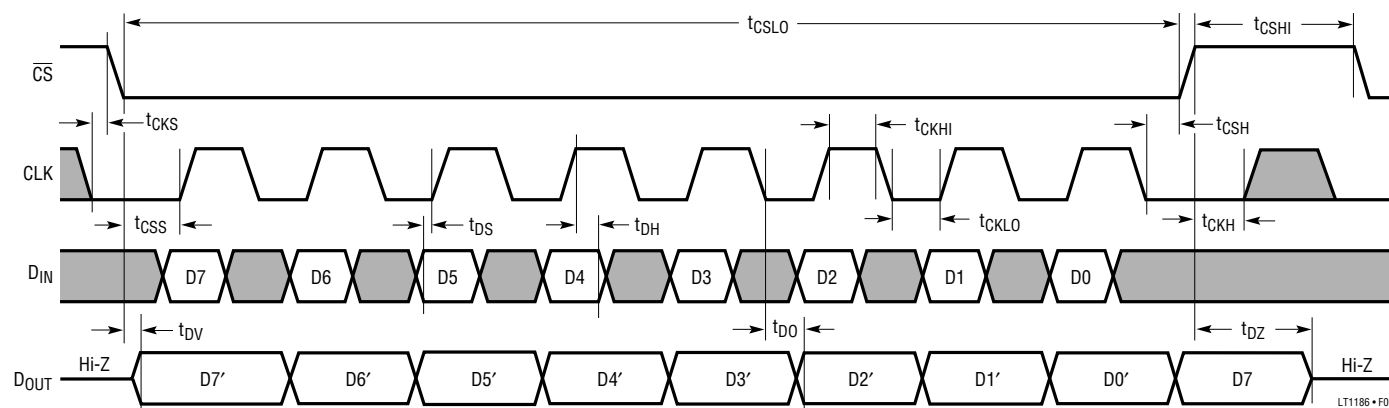 tCSLO tCSHI
C̅S̅
tCKS tCKHI tCSH
CLK
tCSS tDS tDH tCKLO tCKH
DIN D7 D6 D5 D4 D3 D2 D1 D0
tDV tDO tDZ
DOUT Hi-Z D7′ D6′ D5′ D4′ D3′ D2′ D1′ D0′ D7 Hi-Z
LT1186 • F0